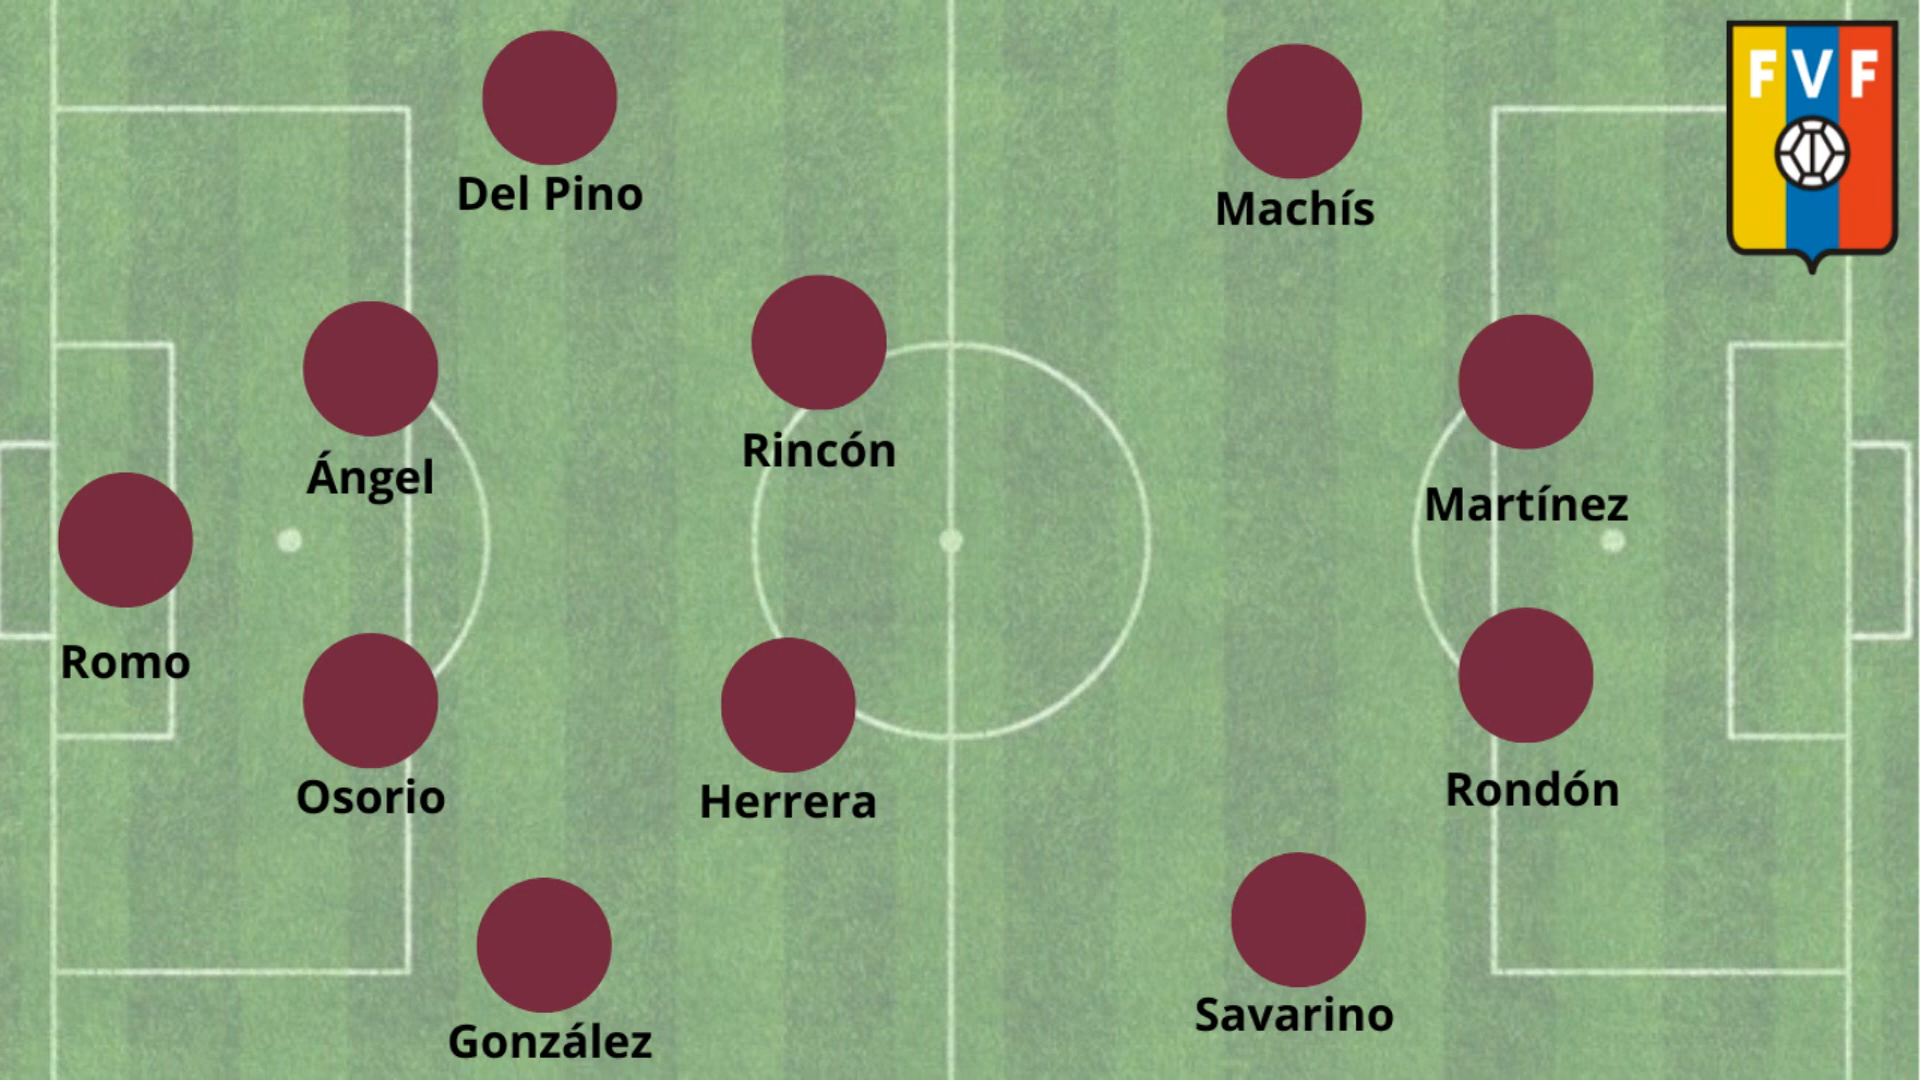 FVF
Del Pino
Machís
Ángel
Rincón
Martínez
Romo
Osorio
Herrera
Rondón
González
Savarino